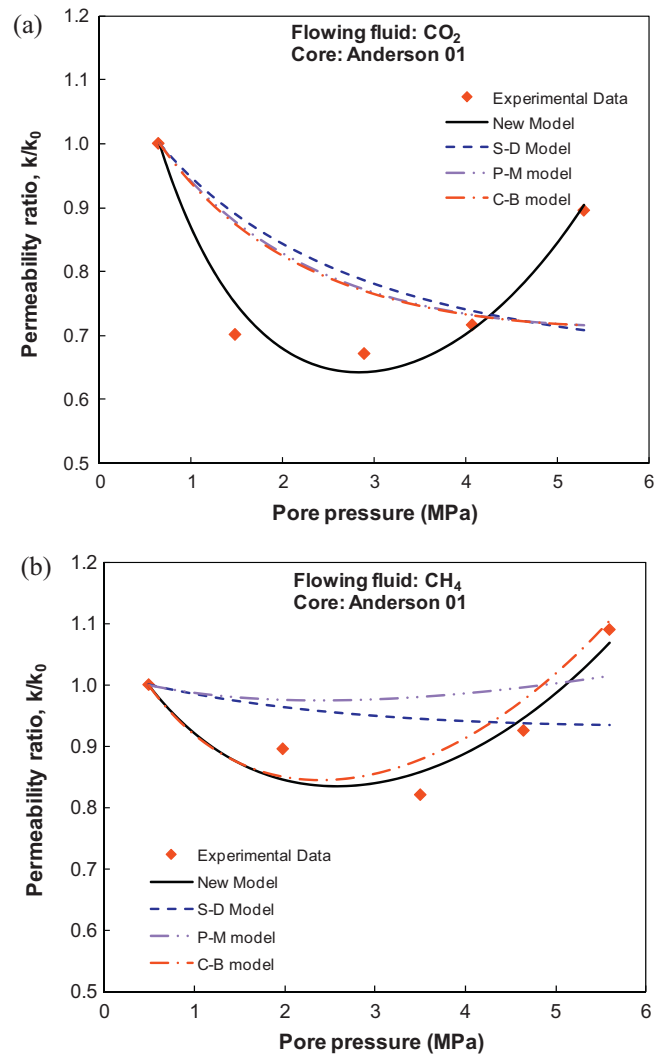 (a)
Flowing fluid: CO₂
Core: Anderson 01
Experimental Data
New Model
S-D Model
P-M model
C-B model
Permeability ratio, k/k₀
1.2
1.1
1.0
0.9
0.8
0.7
0.6
0.5
0 1 2 3 4 5 6
Pore pressure (MPa)
(b)
Flowing fluid: CH₄
Core: Anderson 01
Permeability ratio, k/k₀
1.2
1.1
1.0
0.9
0.8
0.7
0.6
0.5
Experimental Data
New Model
S-D Model
P-M model
C-B model
0 1 2 3 4 5 6
Pore pressure (MPa)